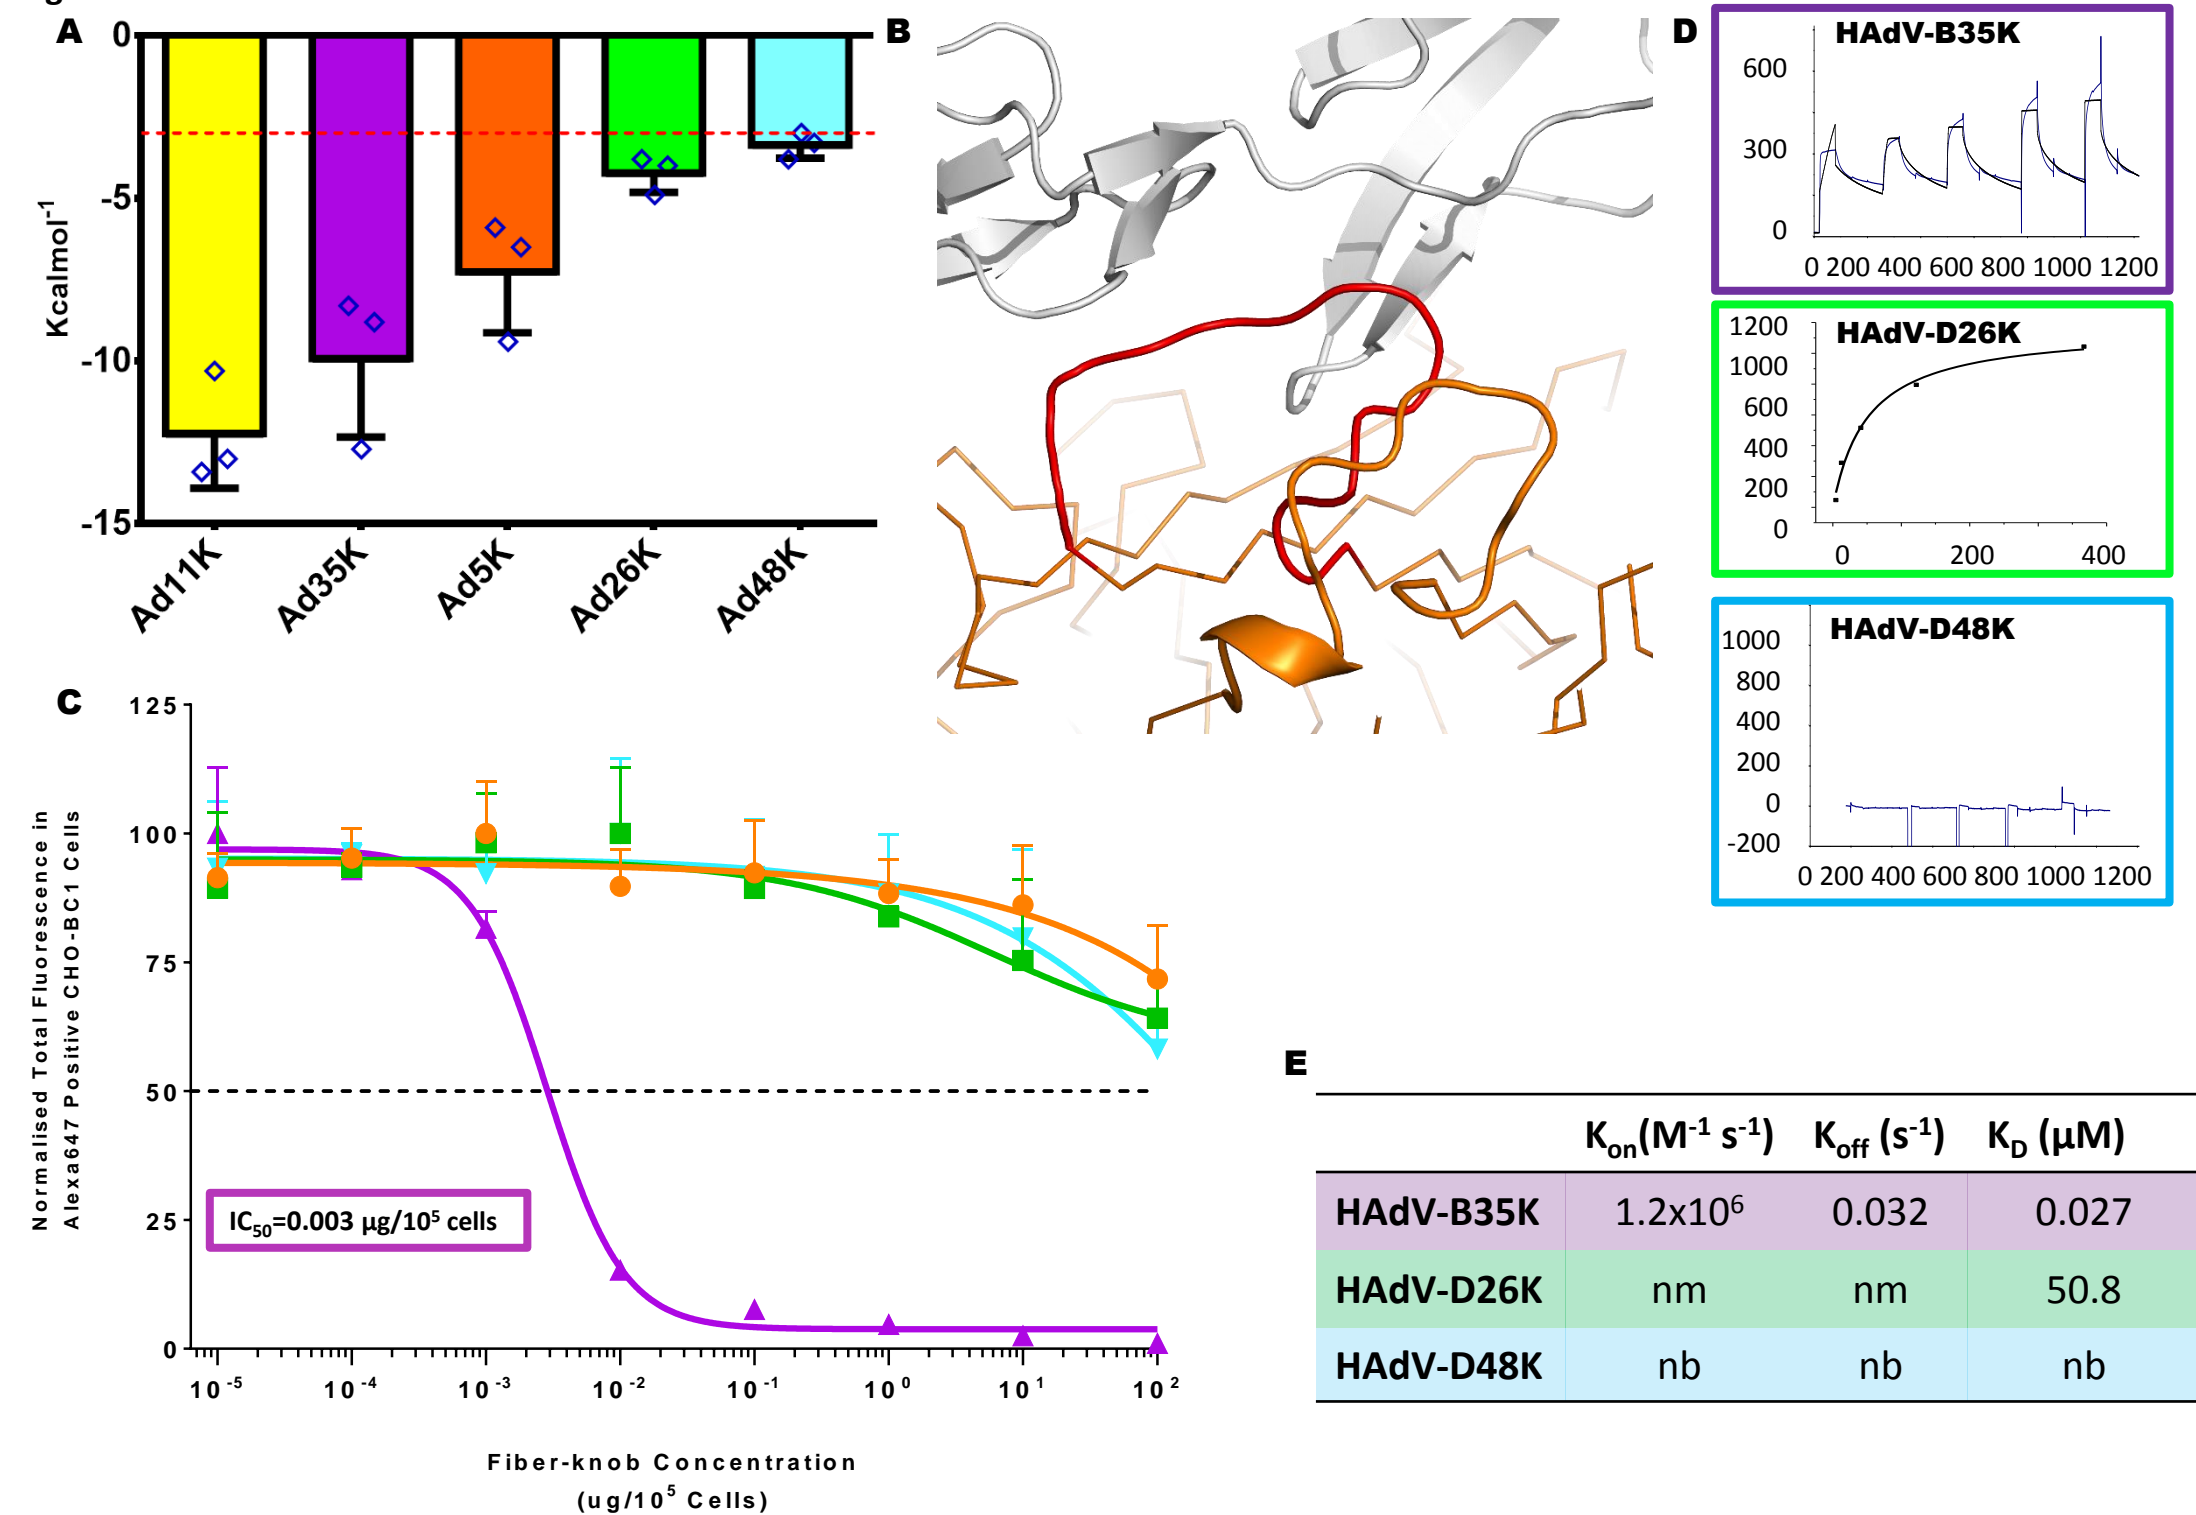 A
0
-5
-10
-15
Kcalmol-1
Ad11K
Ad35K
Ad5K
Ad26K
Ad48K
B
D
HAdV-B35K
600
300
0
0 200 400 600 800 1000 1200
HAdV-D26K
1200
1000
600
400
200
0
0 200 400
HAdV-D48K
1000
800
400
200
0
-200
0 200 400 600 800 1000 1200
C
125
100
75
50
25
0
Normalised Total Fluorescence in
Alexa647 Positive CHO-BC1 Cells
IC50=0.003 µg/10⁵ cells
10-5 10-4 10-3 10-2 10-1 100 101 102
Fiber-knob Concentration
(ug/105 Cells)
E
Kon(M-1 s-1) Koff (s-1) KD (µM)
HAdV-B35K 1.2x10⁶ 0.032 0.027
HAdV-D26K nm nm 50.8
HAdV-D48K nb nb nb